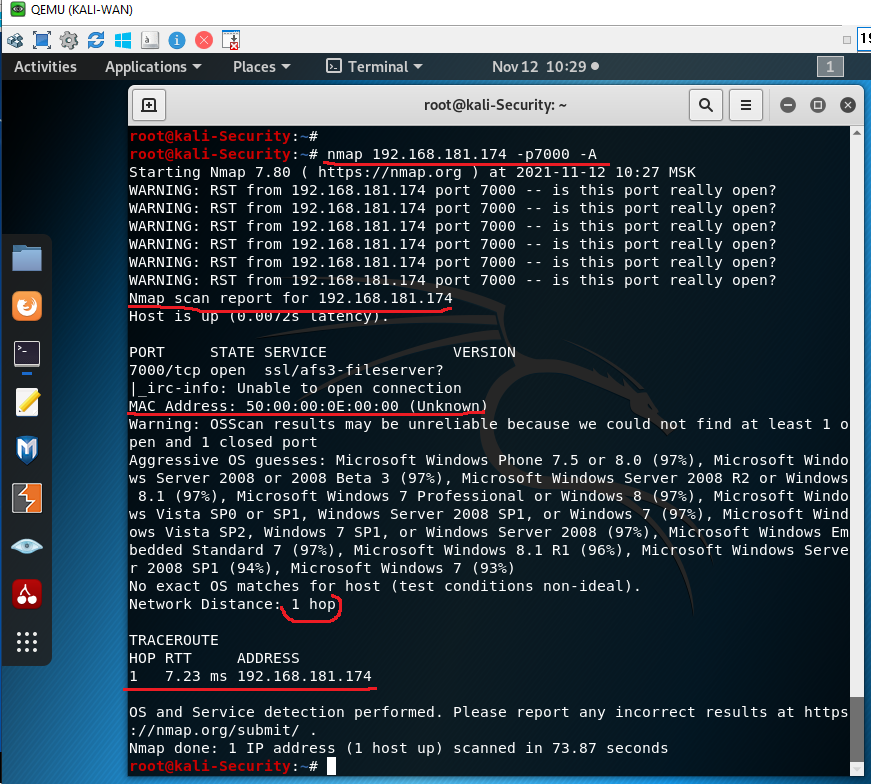 QEMU (KALI-WAN)
19
Activities Applications Places Terminal Nov 12 10:29 1
root@kali-Security: ~
root@kali-Security:~#
root@kali-Security:~# nmap 192.168.181.174 -p7000 -A
Starting Nmap 7.80 ( https://nmap.org ) at 2021-11-12 10:27 MSK
WARNING: RST from 192.168.181.174 port 7000 -- is this port really open?
WARNING: RST from 192.168.181.174 port 7000 -- is this port really open?
WARNING: RST from 192.168.181.174 port 7000 -- is this port really open?
WARNING: RST from 192.168.181.174 port 7000 -- is this port really open?
WARNING: RST from 192.168.181.174 port 7000 -- is this port really open?
WARNING: RST from 192.168.181.174 port 7000 -- is this port really open?
Nmap scan report for 192.168.181.174
Host is up (0.0072s latency).
PORT STATE SERVICE VERSION
7000/tcp open ssl/afs3-fileserver?
|_irc-info: Unable to open connection
MAC Address: 50:00:00:0E:00:00 (Unknown)
Warning: OSScan results may be unreliable because we could not find at least 1 o
pen and 1 closed port
Aggressive OS guesses: Microsoft Windows Phone 7.5 or 8.0 (97%), Microsoft Windo
ws Server 2008 or 2008 Beta 3 (97%), Microsoft Windows Server 2008 R2 or Windows
 8.1 (97%), Microsoft Windows 7 Professional or Windows 8 (97%), Microsoft Windo
ws Vista SP0 or SP1, Windows Server 2008 SP1, or Windows 7 (97%), Microsoft Wind
ows Vista SP2, Windows 7 SP1, or Windows Server 2008 (97%), Microsoft Windows Em
bedded Standard 7 (97%), Microsoft Windows 8.1 R1 (96%), Microsoft Windows Serve
r 2008 SP1 (94%), Microsoft Windows 7 (93%)
No exact OS matches for host (test conditions non-ideal).
Network Distance: 1 hop
TRACEROUTE
HOP RTT ADDRESS
1 7.23 ms 192.168.181.174
OS and Service detection performed. Please report any incorrect results at https
://nmap.org/submit/ .
Nmap done: 1 IP address (1 host up) scanned in 73.87 seconds
root@kali-Security:~#